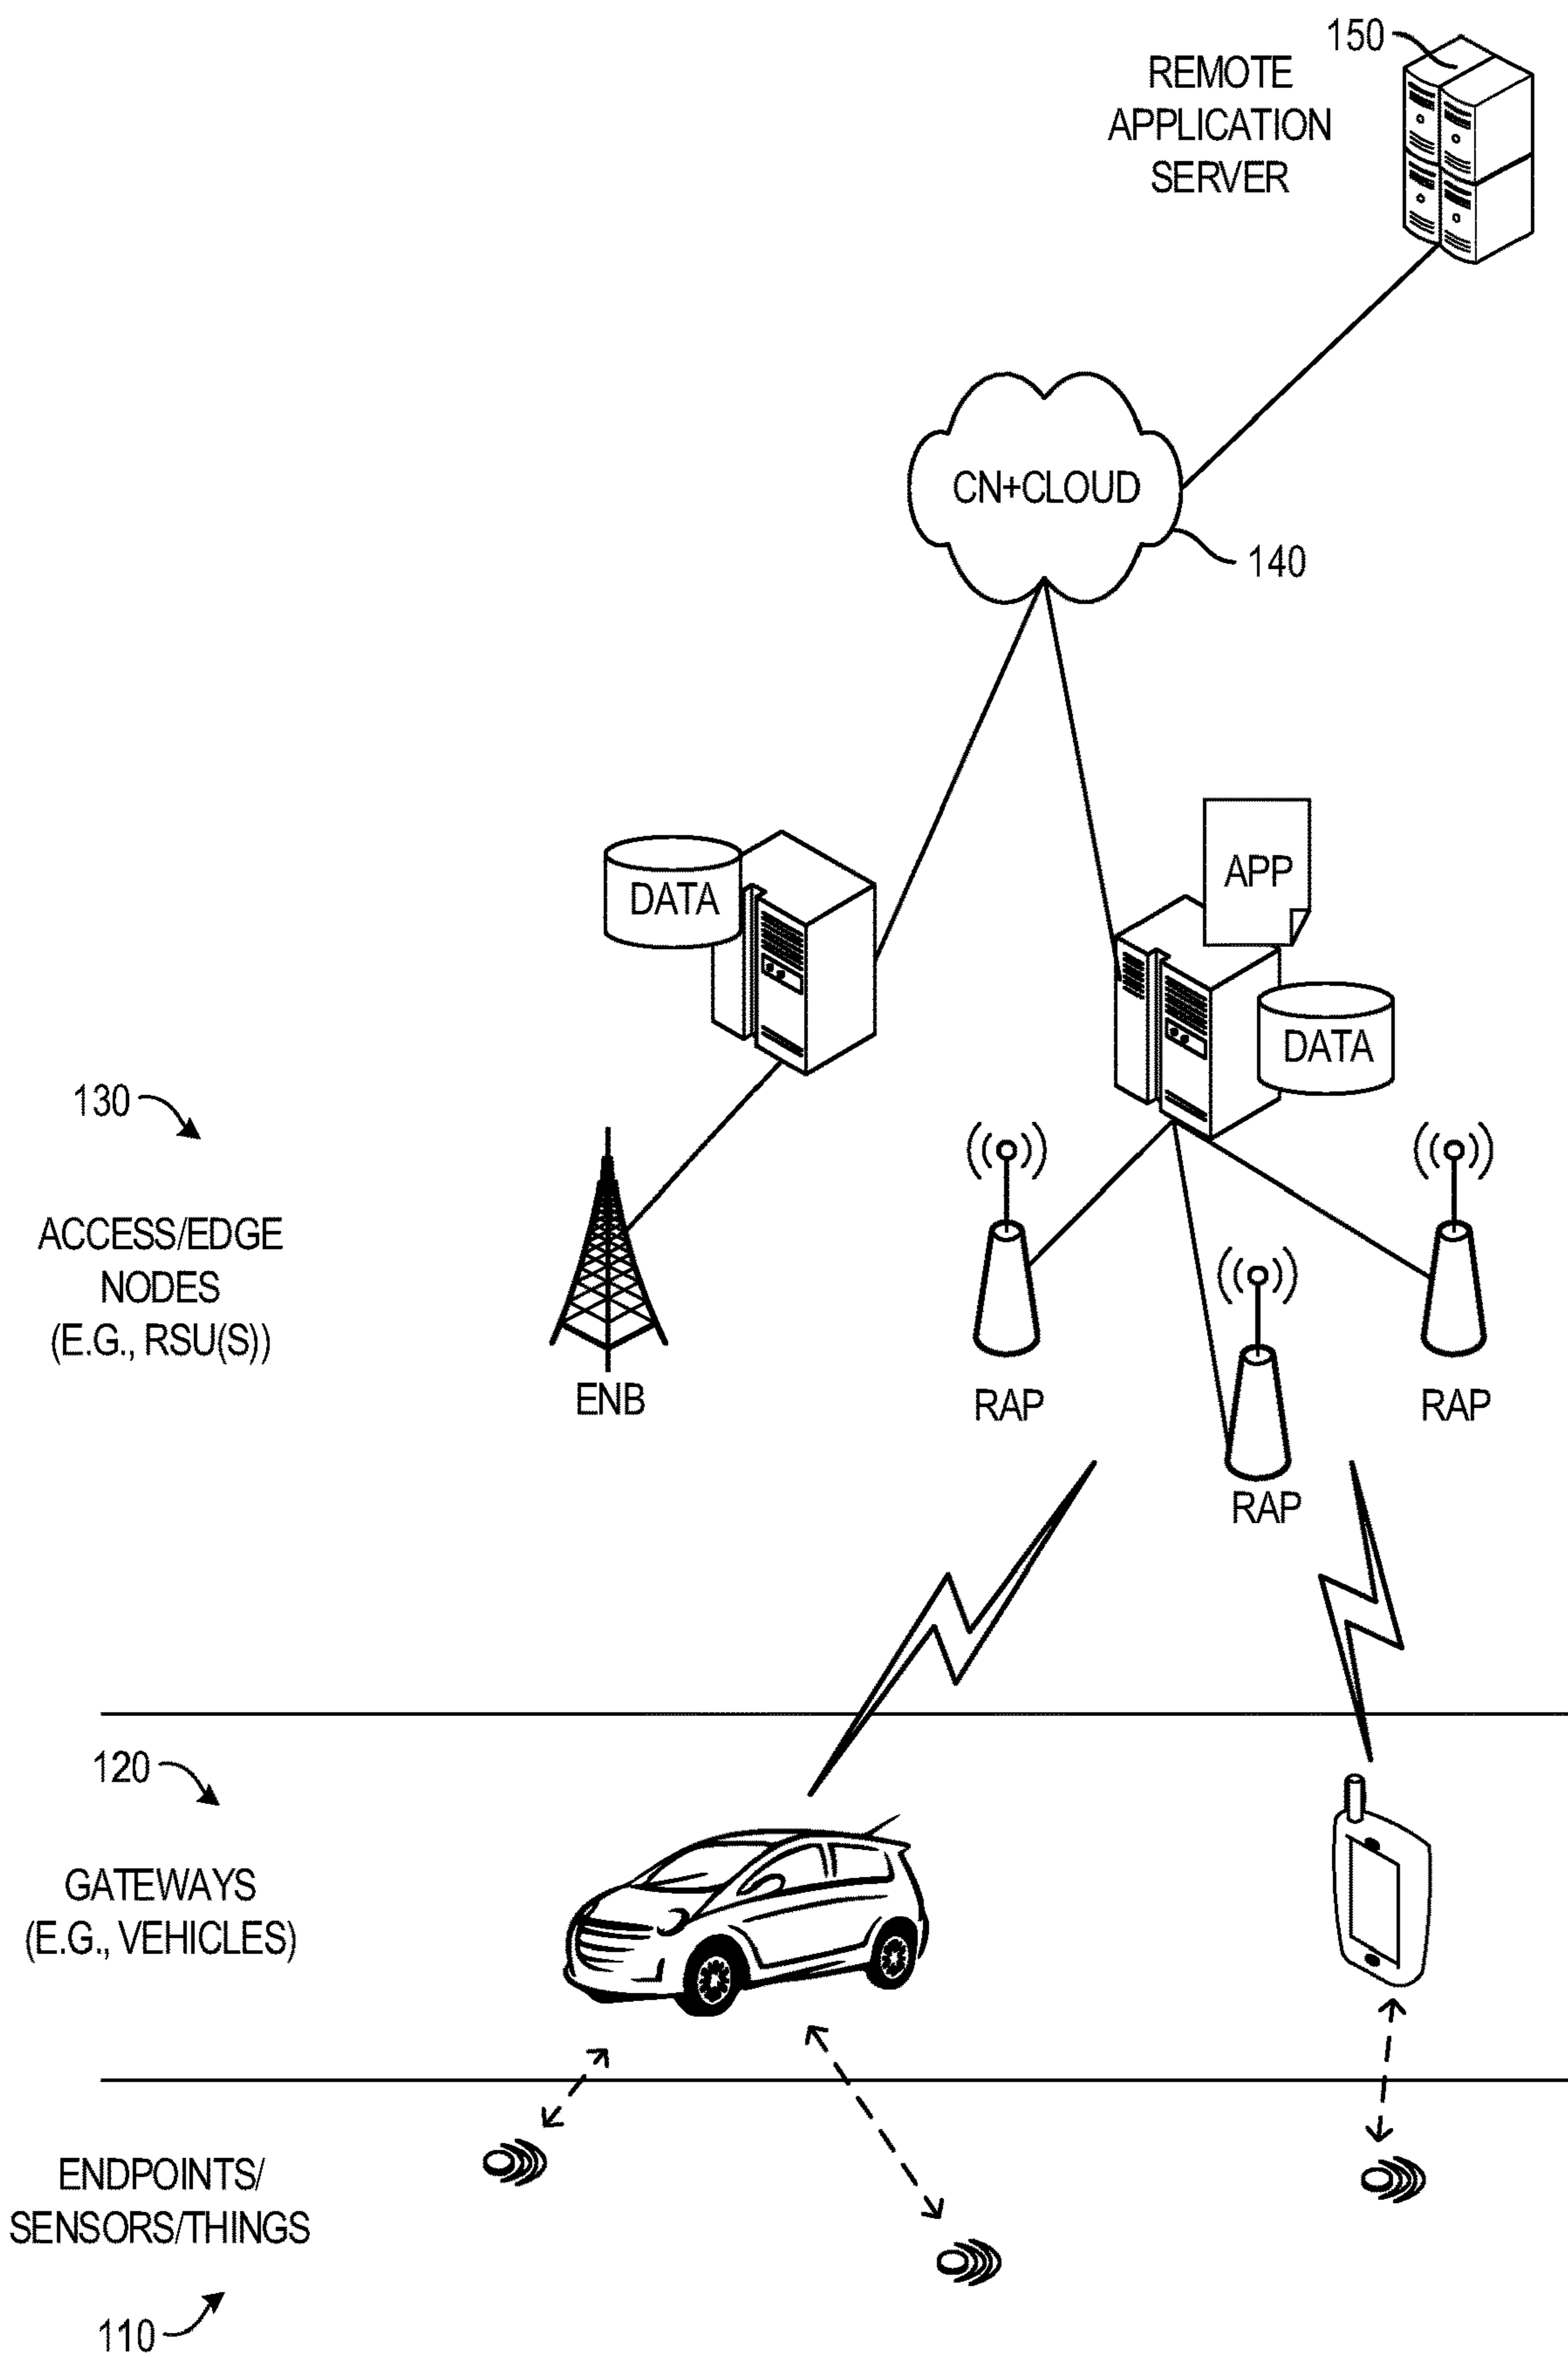 150
REMOTE
APPLICATION
SERVER
CN+CLOUD
140
APP
DATA
DATA
130
ACCESS/EDGE
NODES
(E.G., RSU(S))
ENB
RAP
RAP
RAP
120
GATEWAYS
(E.G., VEHICLES)
ENDPOINTS/
SENSORS/THINGS
110